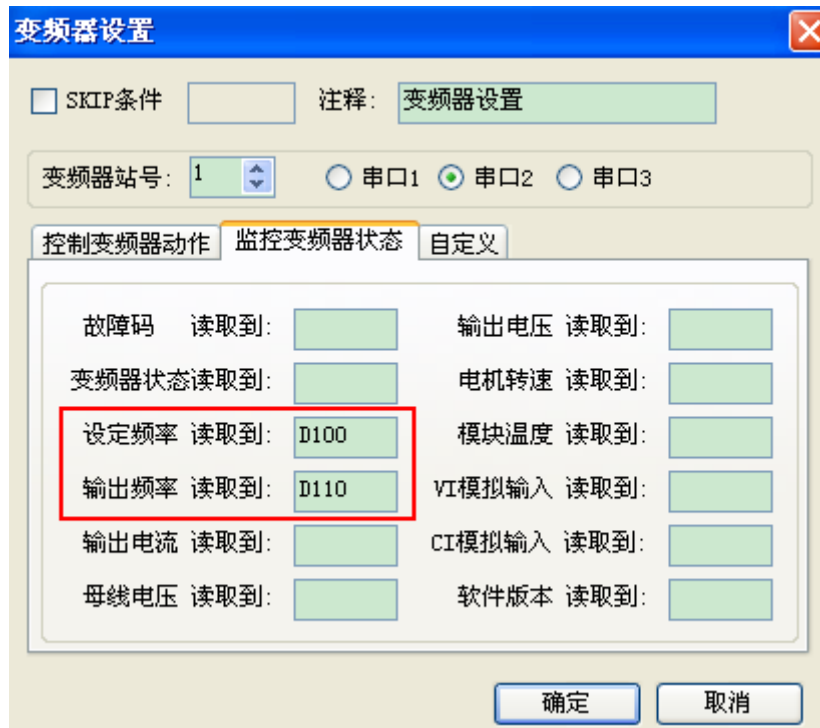 变频器设置
SKIP条件 注释: 变频器设置
变频器站号: 1 串口1 串口2 串口3
控制变频器动作 监控变频器状态 自定义
故障码 读取到: 输出电压 读取到:
变频器状态读取到: 电机转速 读取到:
设定频率 读取到: D100 模块温度 读取到:
输出频率 读取到: D110 VI模拟输入 读取到:
输出电流 读取到: CI模拟输入 读取到:
母线电压 读取到: 软件版本 读取到:
确定 取消